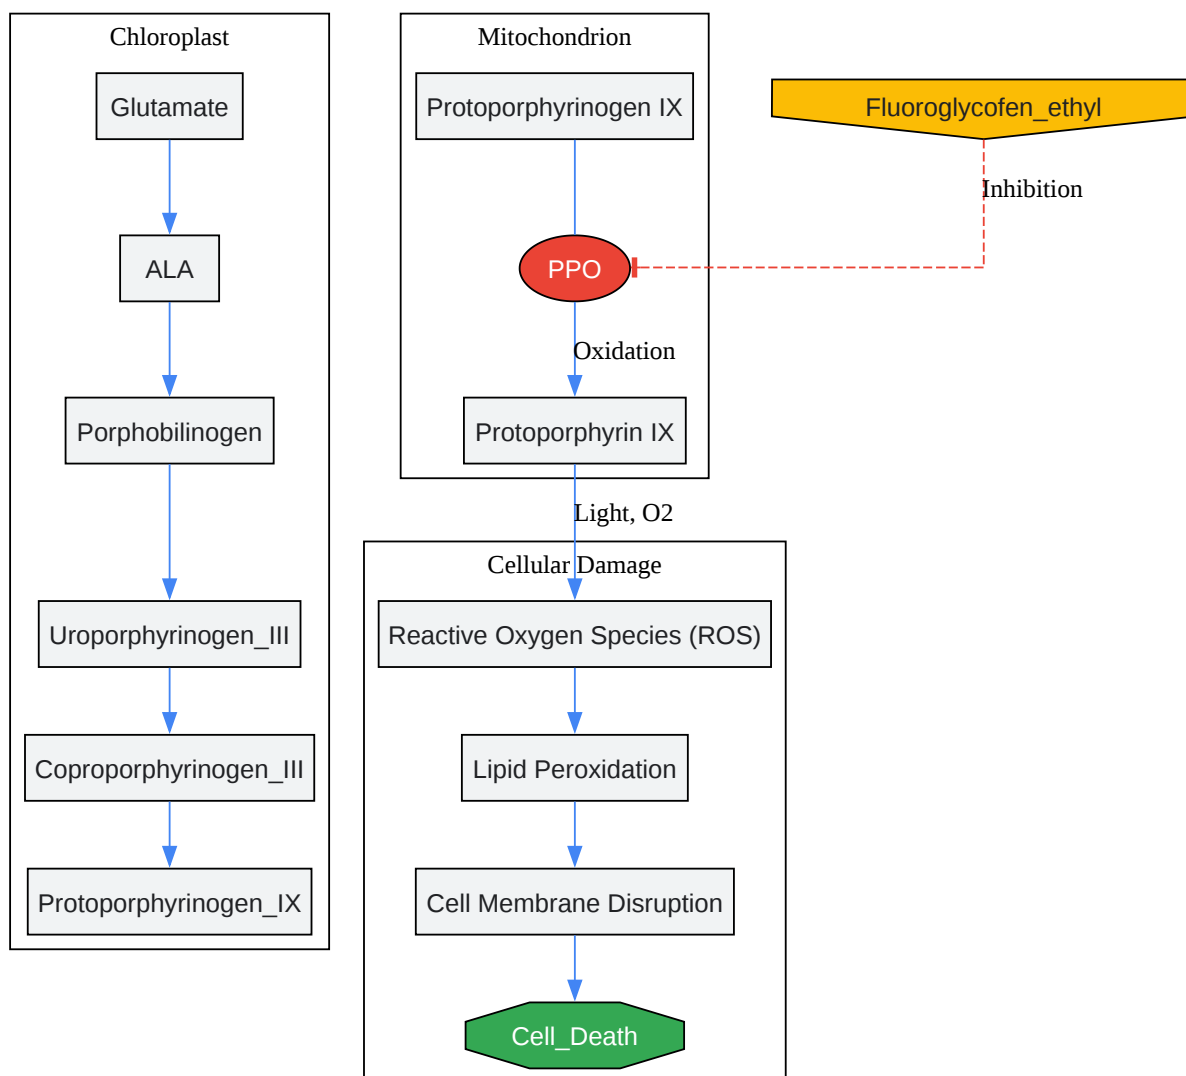 Chloroplast
Glutamate
ALA
Porphobilinogen
Uroporphyrinogen_III
Coproporphyrinogen_III
Protoporphyrinogen_IX
Mitochondrion
Protoporphyrinogen IX
PPO
Oxidation
Protoporphyrin IX
Light, O2
Cellular Damage
Reactive Oxygen Species (ROS)
Lipid Peroxidation
Cell Membrane Disruption
Cell_Death
Fluoroglycofen_ethyl
Inhibition